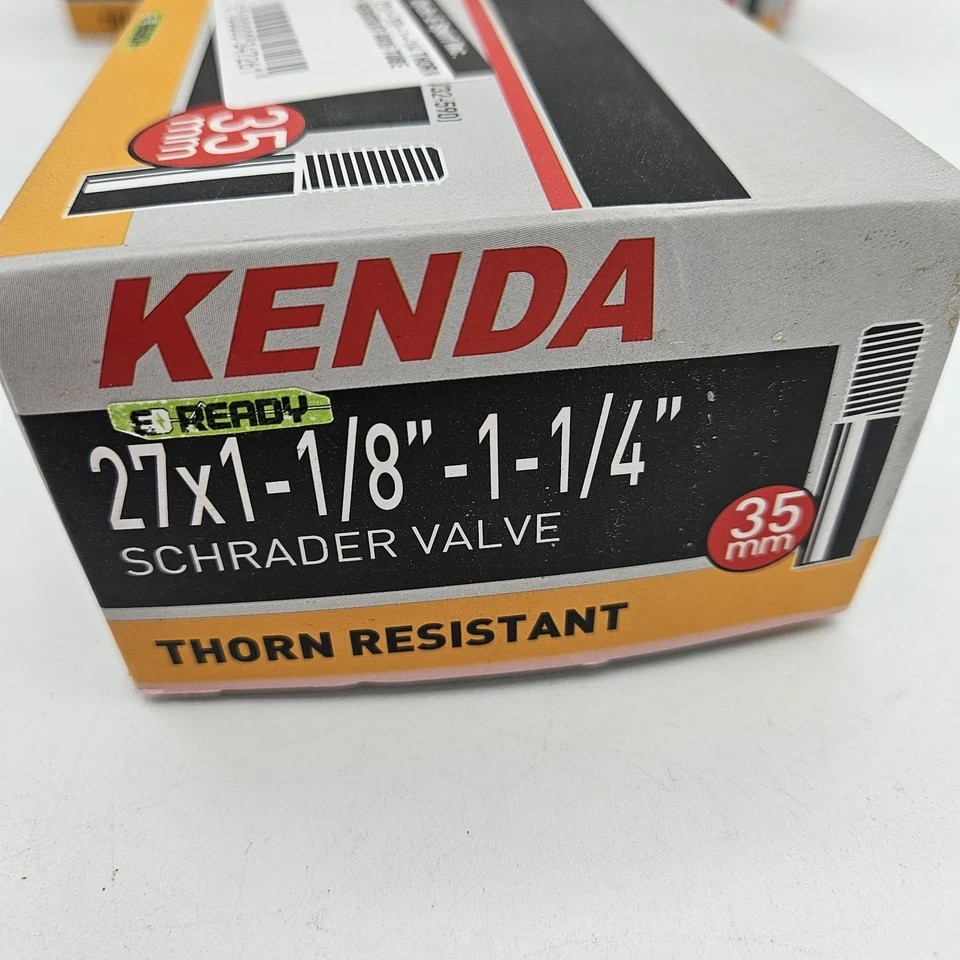 35
mm
KENDA
E READY
27x1-1/8"-1-1/4"
SCHRADER VALVE
35
mm
THORN RESISTANT